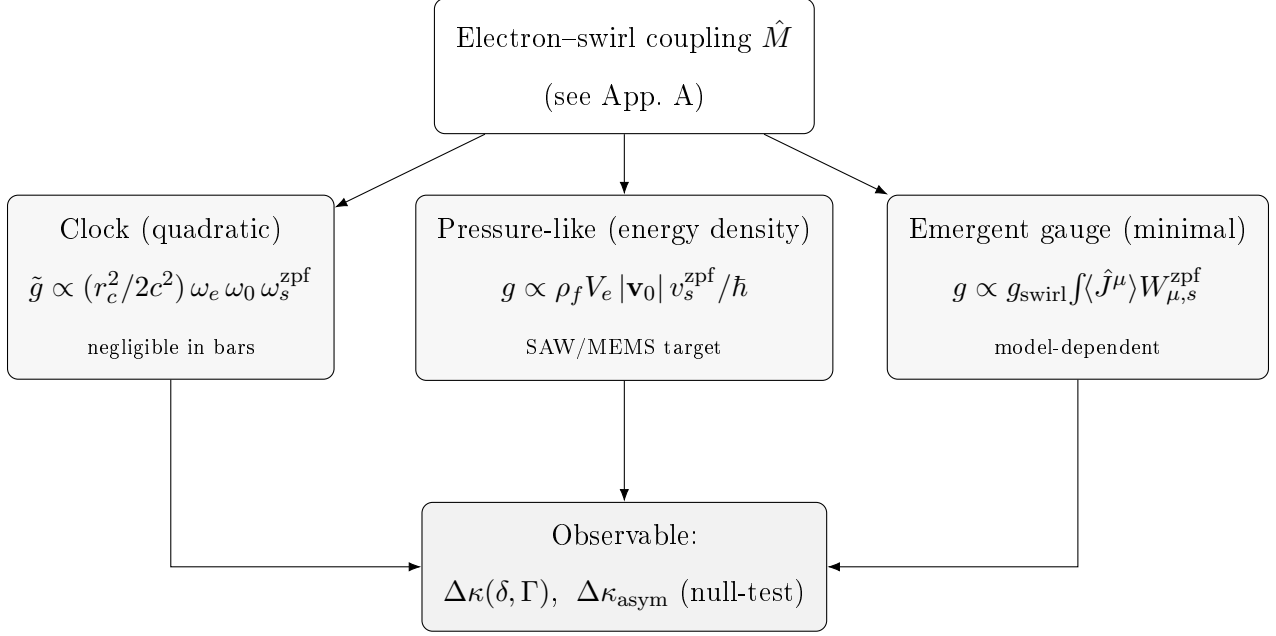 Electron–swirl coupling M̂
(see App. A)
Clock (quadratic)
g̃ ∝ (r_c^2/2c^2) ω_e ω_0 ω_s^zpf
negligible in bars
Pressure-like (energy density)
g ∝ ρ_f V_e |v_0| v_s^zpf/ħ
SAW/MEMS target
Emergent gauge (minimal)
g ∝ g_swirl ∫⟨Ĵ^μ⟩W_{μ,s}^zpf
model-dependent
Observable:
Δκ(δ, Γ), Δκ_asym (null-test)